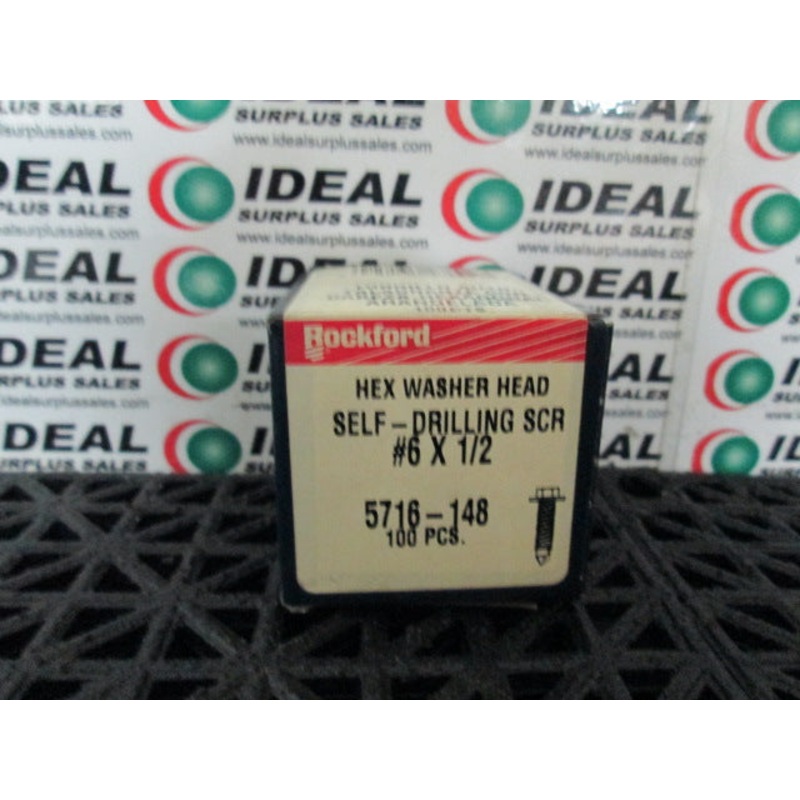 IDEAL
SURPLUS SALES
www.idealsurplussales.com
Rockford
HEX WASHER HEAD
SELF-DRILLING SCR
#6 X 1/2
5716-148
100 PCS.